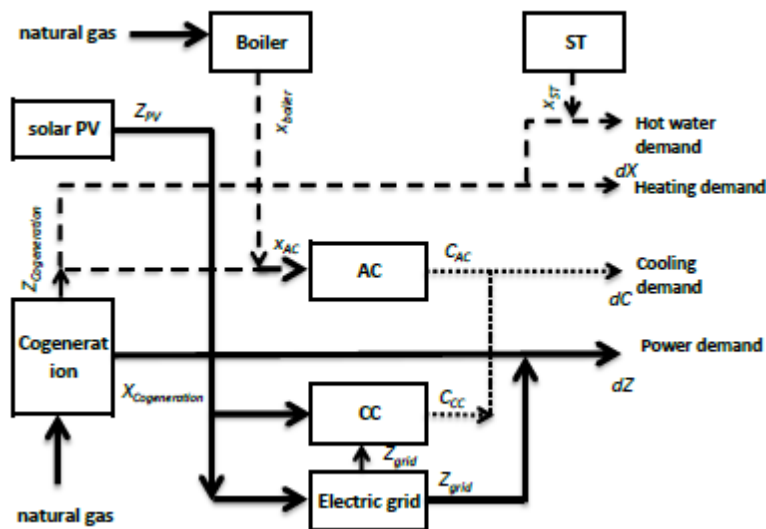 natural gas
Boiler
ST
solar PV
Z_PV
x_boiler
x_ST
Hot water
demand
dX
Heating demand
Z_Cogeneration
x_AC
AC
C_AC
Cooling
demand
dC
Cogenerat
ion
Power demand
dZ
X_Cogeneration
CC
C_CC
Z_grid
Electric grid
Z_grid
natural gas